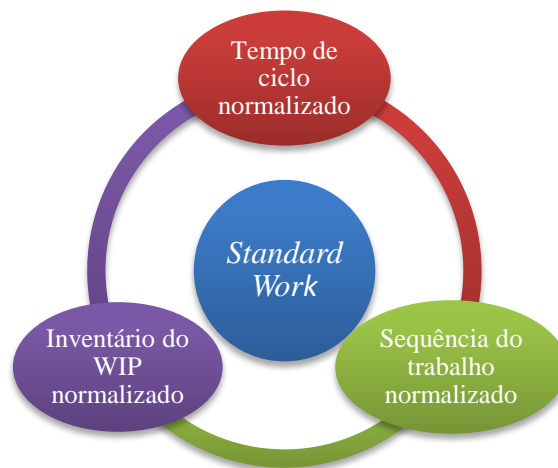 Tempo de
ciclo
normalizado
Standard
Work
Inventário do
WIP
normalizado
Sequência do
trabalho
normalizado